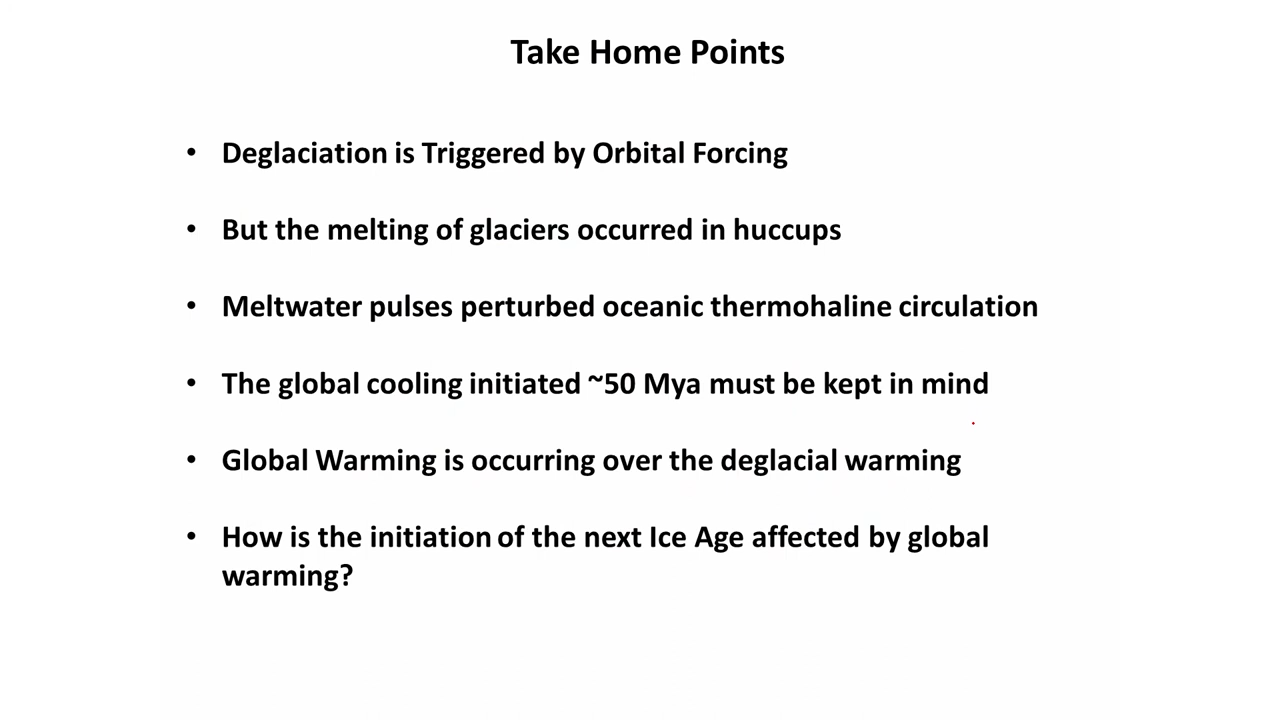 Take Home Points
• Deglaciation is Triggered by Orbital Forcing
• But the melting of glaciers occurred in huccups
• Meltwater pulses perturbed oceanic thermohaline circulation
• The global cooling initiated ~50 Mya must be kept in mind
• Global Warming is occurring over the deglacial warming
• How is the initiation of the next Ice Age affected by global
warming?